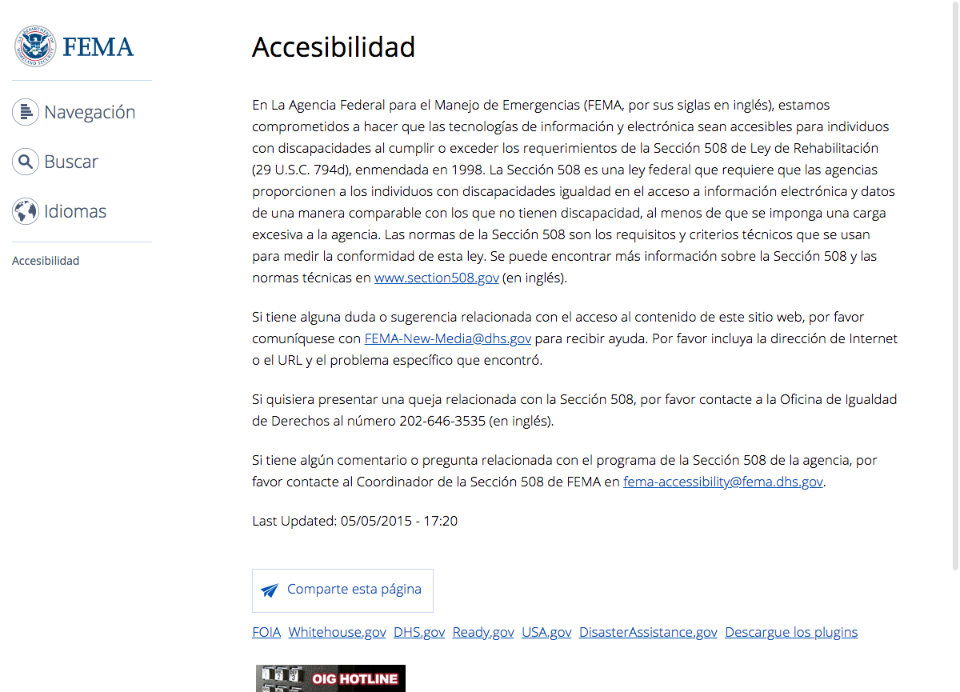 FEMA
Navegación
Buscar
Idiomas
Accesibilidad
Accesibilidad
En La Agencia Federal para el Manejo de Emergencias (FEMA, por sus siglas en inglés), estamos
comprometidos a hacer que las tecnologías de información y electrónica sean accesibles para individuos
con discapacidades al cumplir o exceder los requerimientos de la Sección 508 de Ley de Rehabilitación
(29 U.S.C. 794d), enmendada en 1998. La Sección 508 es una ley federal que requiere que las agencias
proporcionen a los individuos con discapacidades igualdad en el acceso a información electrónica y datos
de una manera comparable con los que no tienen discapacidad, al menos de que se imponga una carga
excesiva a la agencia. Las normas de la Sección 508 son los requisitos y criterios técnicos que se usan
para medir la conformidad de esta ley. Se puede encontrar más información sobre la Sección 508 y las
normas técnicas en www.section508.gov (en inglés).
Si tiene alguna duda o sugerencia relacionada con el acceso al contenido de este sitio web, por favor
comuníquese con FEMA-New-Media@dhs.gov para recibir ayuda. Por favor incluya la dirección de Internet
o el URL y el problema específico que encontró.
Si quisiera presentar una queja relacionada con la Sección 508, por favor contacte a la Oficina de Igualdad
de Derechos al número 202-646-3535 (en inglés).
Si tiene algún comentario o pregunta relacionada con el programa de la Sección 508 de la agencia, por
favor contacte al Coordinador de la Sección 508 de FEMA en fema-accessibility@fema.dhs.gov.
Last Updated: 05/05/2015 - 17:20
Comparte esta página
FOIA Whitehouse.gov DHS.gov Ready.gov USA.gov DisasterAssistance.gov Descargue los plugins
OIG HOTLINE